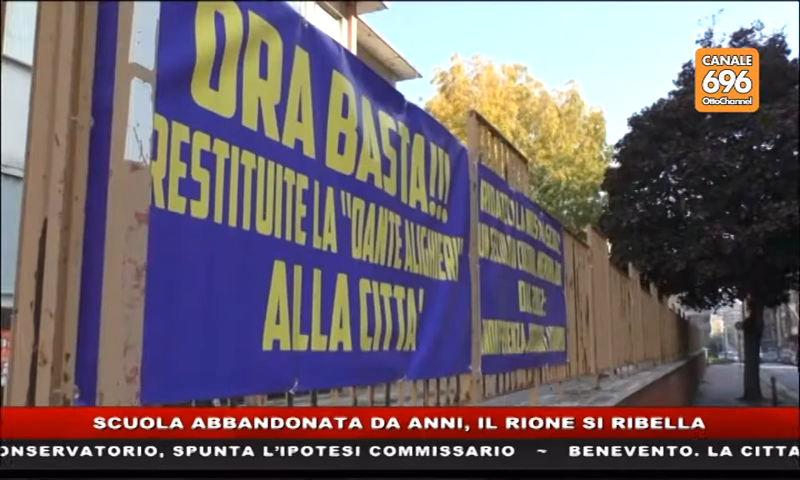 ORA BASTA!!!
RESTITUITE LA "DANTE ALIGHIERI"
ALLA CITTA'
CANALE
696
OttoChannel
SCUOLA ABBANDONATA DA ANNI, IL RIONE SI RIBELLA
ONSERVATORIO, SPUNTA L'IPOTESI COMMISSARIO ~ BENEVENTO. LA CITTA